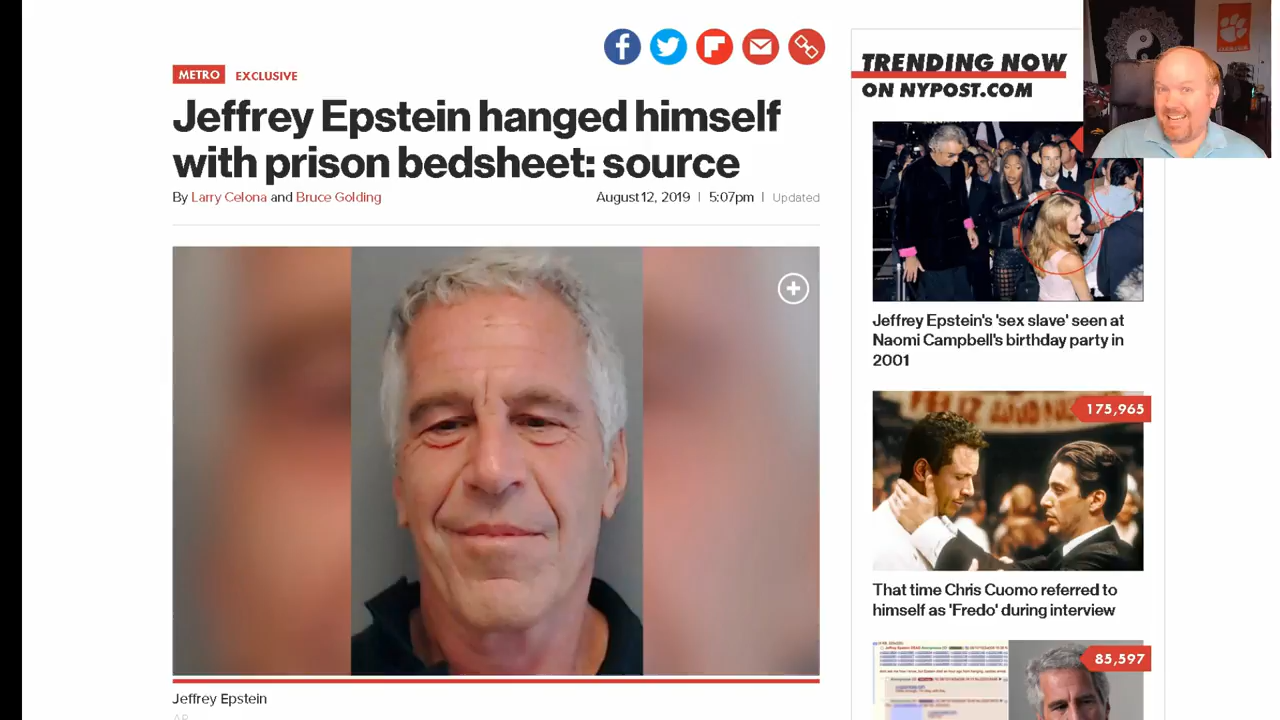 METRO EXCLUSIVE
Jeffrey Epstein hanged himself
with prison bedsheet: source
By Larry Celona and Bruce Golding
August 12, 2019 | 5:07pm | Updated
Jeffrey Epstein
AP
TRENDING NOW
ON NYPOST.COM
Jeffrey Epstein's 'sex slave' seen at
Naomi Campbell's birthday party in
2001
175,965
That time Chris Cuomo referred to
himself as 'Fredo' during interview
85,597